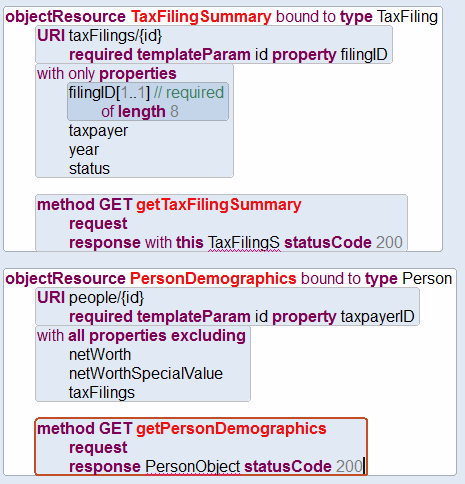 objectResource TaxFilingSummary bound to type TaxFiling
URI taxFilings/{id}
required templateParam id property filingID
with only properties
filingID[1..1] // required
of length 8
taxpayer
year
status
method GET getTaxFilingSummary
request
response with this TaxFilingS statusCode 200
objectResource PersonDemographics bound to type Person
URI people/{id}
required templateParam id property taxpayerID
with all properties excluding
netWorth
netWorthSpecialValue
taxFilings
method GET getPersonDemographics
request
response PersonObject statusCode 200